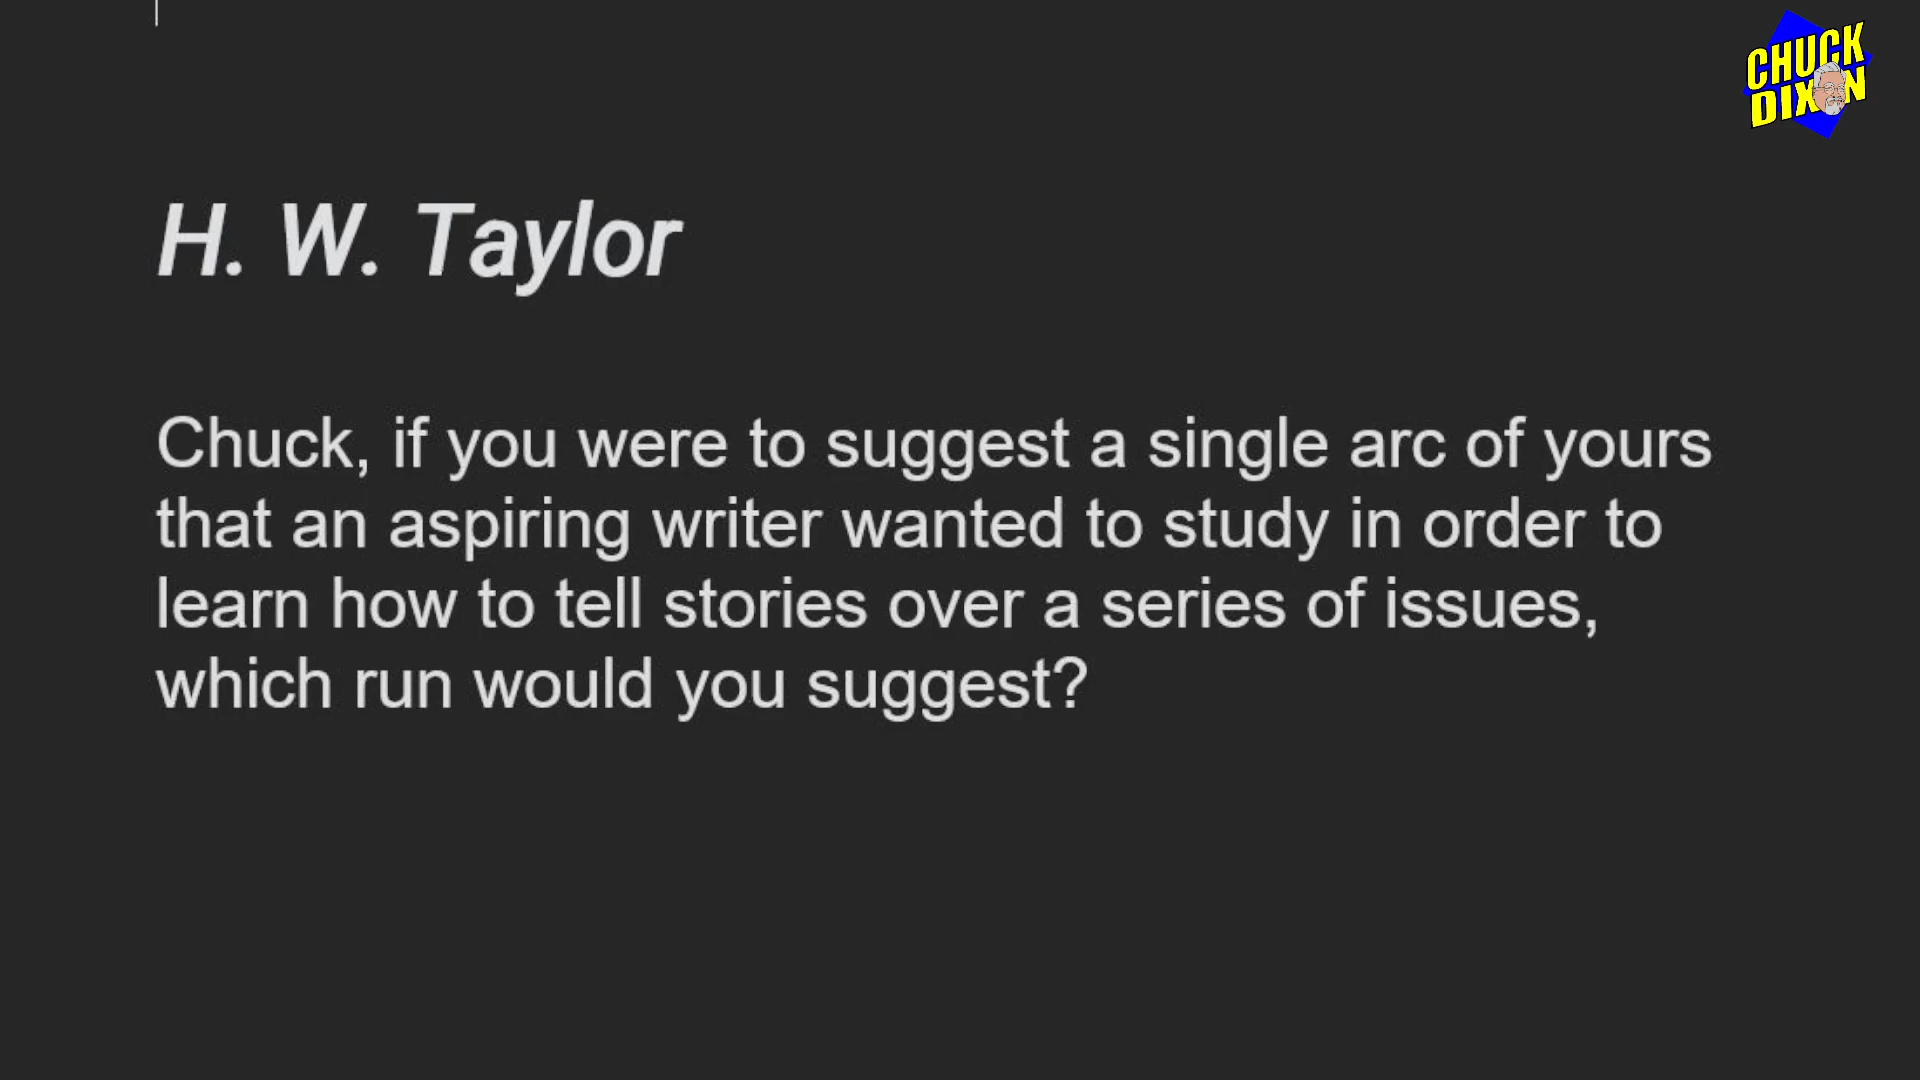 CHUCK
DIXON
H. W. Taylor
Chuck, if you were to suggest a single arc of yours
that an aspiring writer wanted to study in order to
learn how to tell stories over a series of issues,
which run would you suggest?